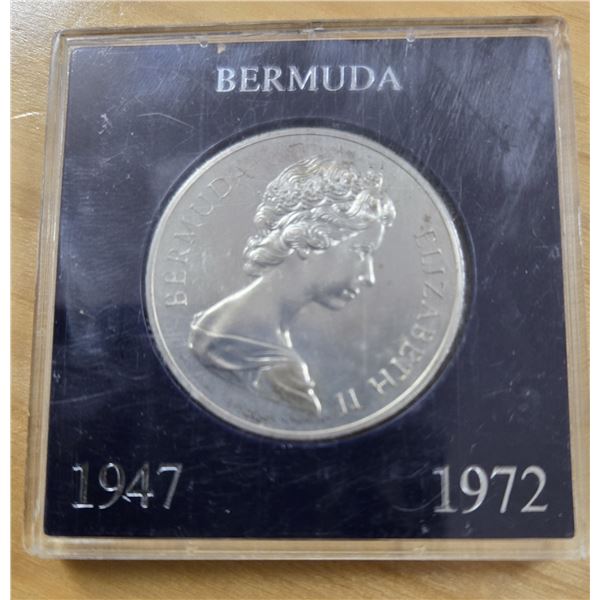 BERMUDA
BERMUDA
ELIZABETH II
1947
1972